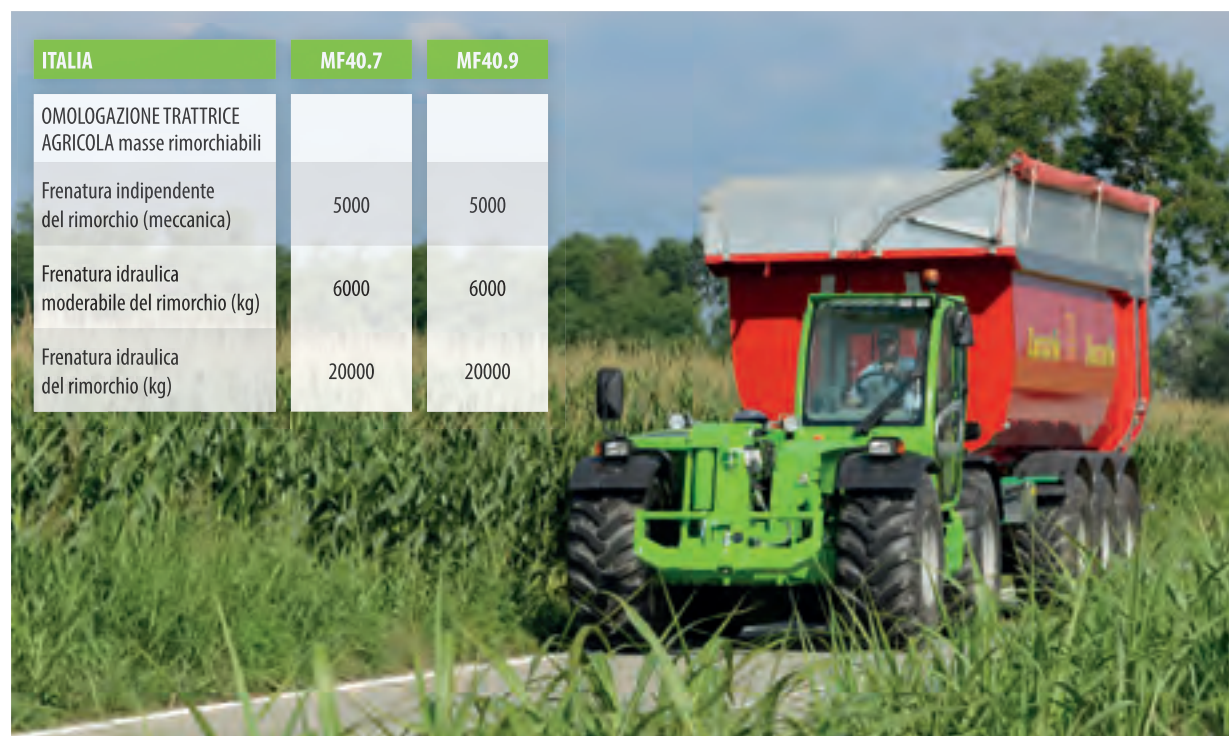 ITALIA MF40.7 MF40.9
OMOLOGAZIONE TRATTRICE
AGRICOLA masse rimorchiabili
Frenatura indipendente
del rimorchio (meccanica) 5000 5000
Frenatura idraulica
moderabile del rimorchio (kg) 6000 6000
Frenatura idraulica
del rimorchio (kg) 20000 20000